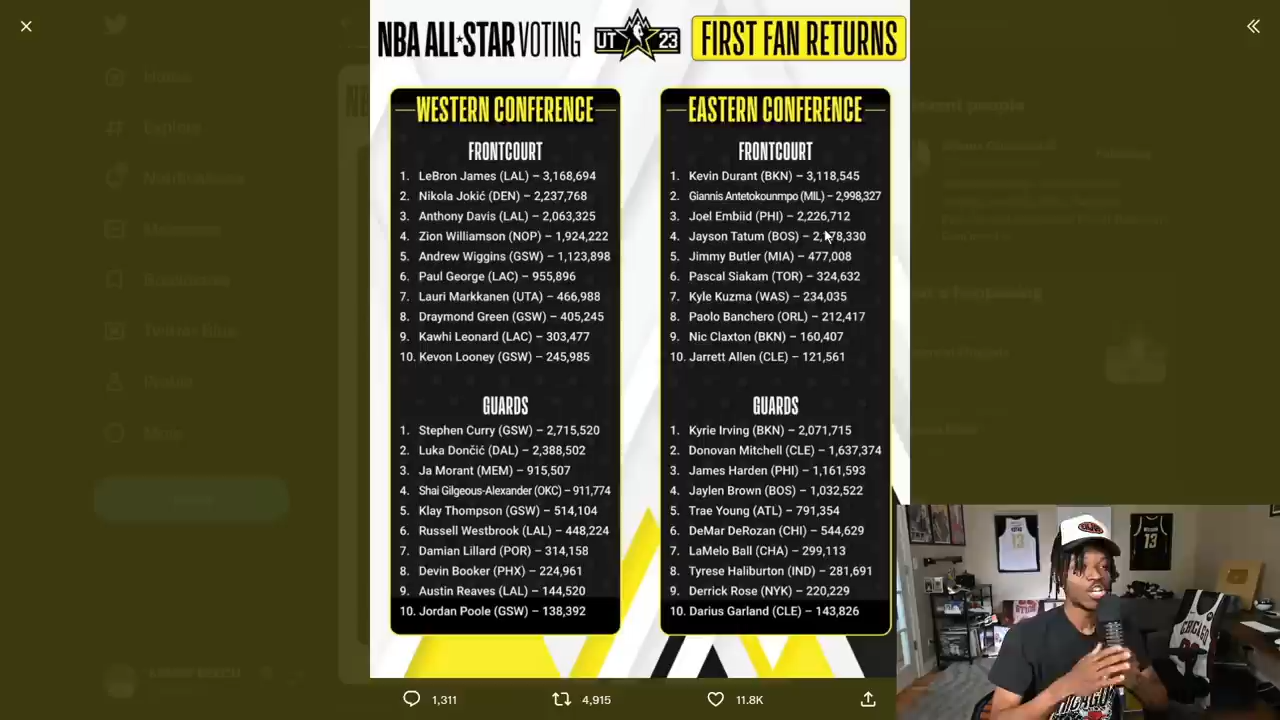 NBA ALL★STAR VOTING
UT 23
FIRST FAN RETURNS
WESTERN CONFERENCE
FRONTCOURT
1. LeBron James (LAL) – 3,168,694
2. Nikola Jokić (DEN) – 2,237,768
3. Anthony Davis (LAL) – 2,063,325
4. Zion Williamson (NOP) – 1,924,222
5. Andrew Wiggins (GSW) – 1,123,898
6. Paul George (LAC) – 955,896
7. Lauri Markkanen (UTA) – 466,988
8. Draymond Green (GSW) – 405,245
9. Kawhi Leonard (LAC) – 303,477
10. Kevon Looney (GSW) – 245,985
GUARDS
1. Stephen Curry (GSW) – 2,715,520
2. Luka Dončić (DAL) – 2,388,502
3. Ja Morant (MEM) – 915,507
4. Shai Gilgeous-Alexander (OKC) – 911,774
5. Klay Thompson (GSW) – 514,104
6. Russell Westbrook (LAL) – 448,224
7. Damian Lillard (POR) – 314,158
8. Devin Booker (PHX) – 224,961
9. Austin Reaves (LAL) – 144,520
10. Jordan Poole (GSW) – 138,392
EASTERN CONFERENCE
FRONTCOURT
1. Kevin Durant (BKN) – 3,118,545
2. Giannis Antetokounmpo (MIL) – 2,998,327
3. Joel Embiid (PHI) – 2,226,712
4. Jayson Tatum (BOS) –
5. Jimmy Butler (MIA) – 477,008
6. Pascal Siakam (TOR) – 324,632
7. Kyle Kuzma (WAS) – 234,035
8. Paolo Banchero (ORL) – 212,417
9. Nic Claxton (BKN) – 160,407
10. Jarrett Allen (CLE) – 121,561
GUARDS
1. Kyrie Irving (BKN) – 2,071,715
2. Donovan Mitchell (CLE) – 1,637,374
3. James Harden (PHI) – 1,161,593
4. Jaylen Brown (BOS) – 1,032,522
5. Trae Young (ATL) – 791,354
6. DeMar DeRozan (CHI) – 544,629
7. LaMelo Ball (CHA) – 299,113
8. Tyrese Haliburton (IND) – 281,691
9. Derrick Rose (NYK) – 220,229
10. Darius Garland (CLE) – 143,826
1,311
4,915
11.8K
Home
Explore
Notifications
Messages
Bookmarks
Twitter Blue
Profile
More
13
13
CHICAGO
CHICAGO